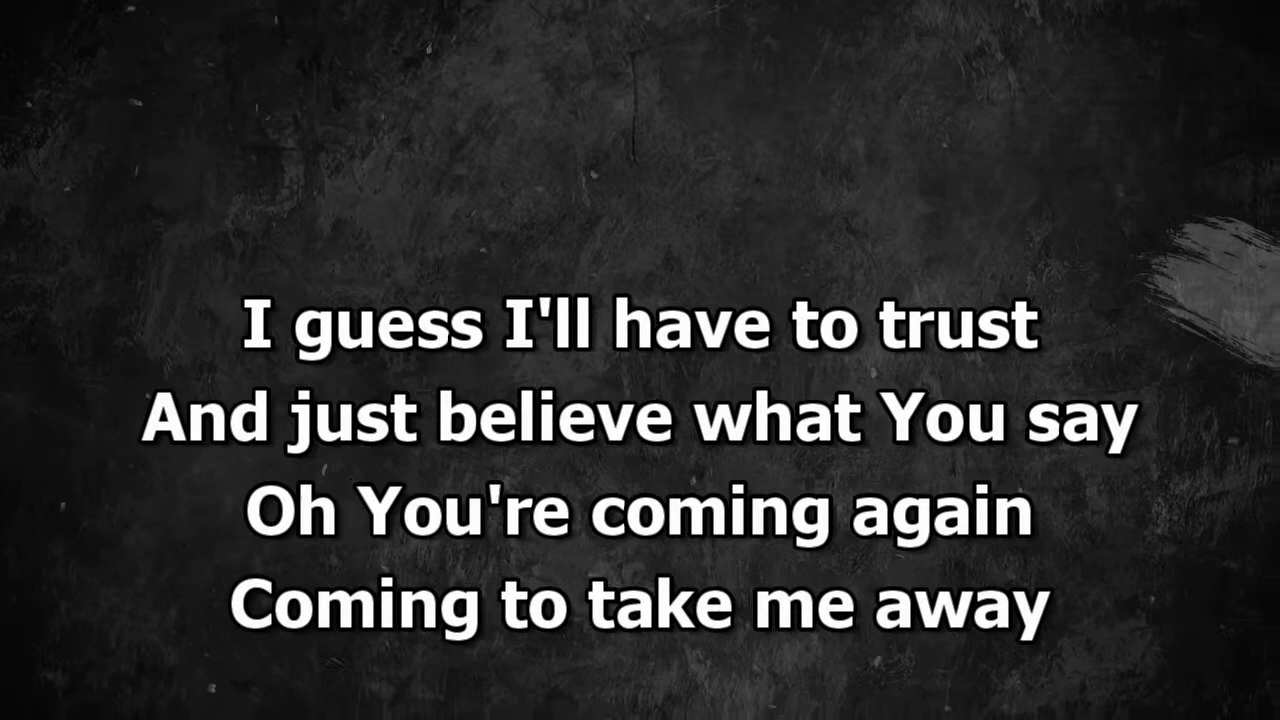 I guess I'll have to trust
And just believe what You say
Oh You're coming again
Coming to take me away